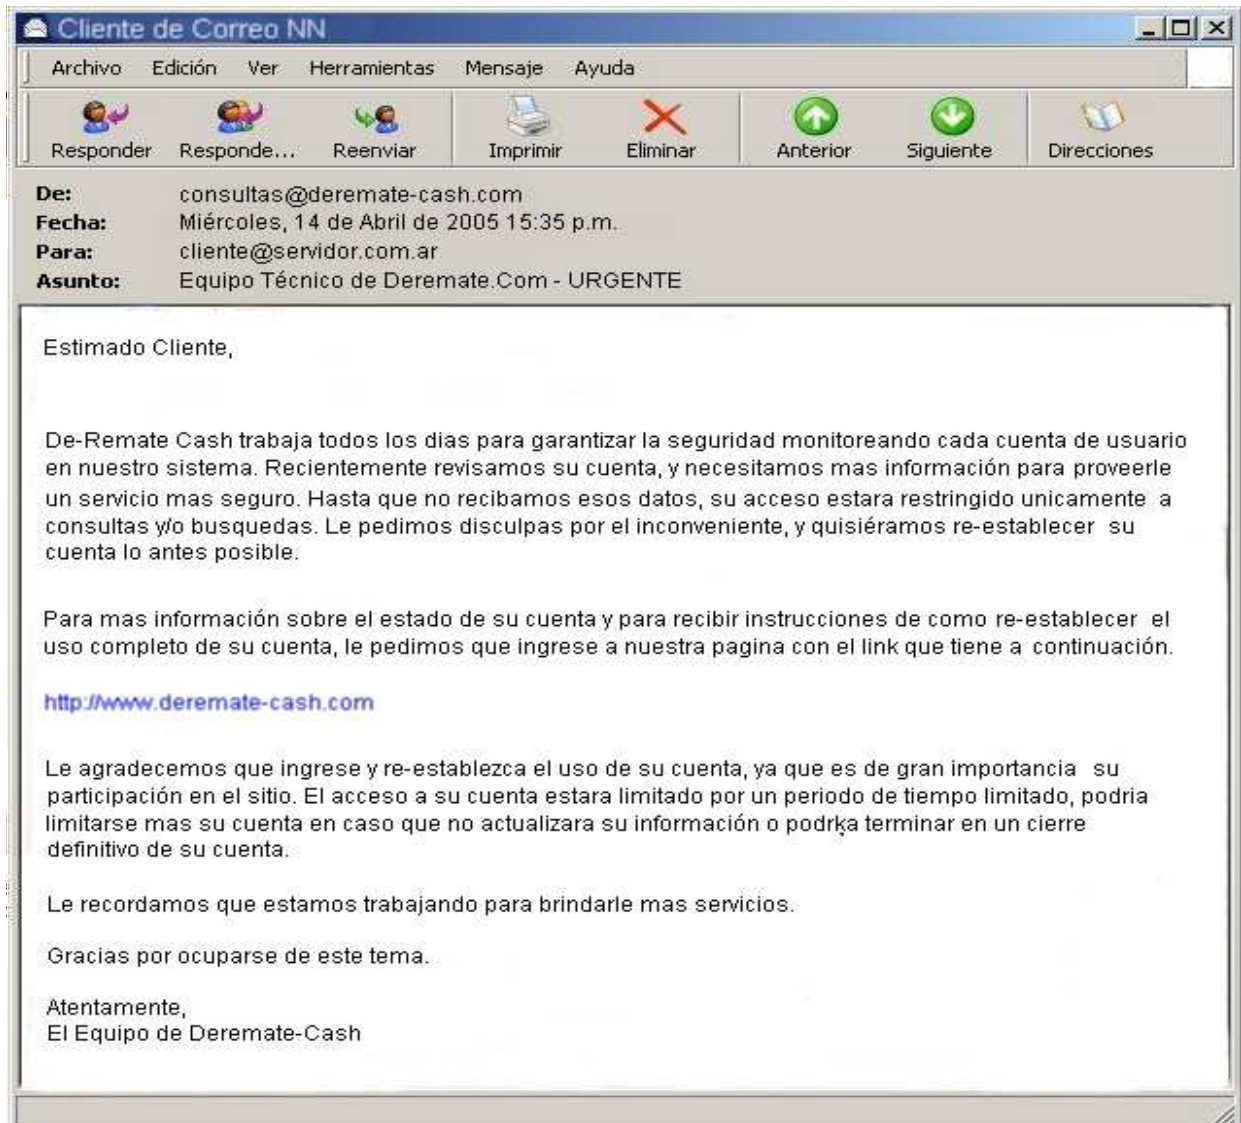 Cliente de Correo NN
Archivo Edición Ver Herramientas Mensaje Ayuda
Responder Responde... Reenviar Imprimir Eliminar Anterior Siguiente Direcciones
De: consultas@deremate-cash.com
Fecha: Miércoles, 14 de Abril de 2005 15:35 p.m.
Para: cliente@servidor.com.ar
Asunto: Equipo Técnico de Deremate.Com - URGENTE
Estimado Cliente,
De-Remate Cash trabaja todos los dias para garantizar la seguridad monitoreando cada cuenta de usuario
en nuestro sistema. Recientemente revisamos su cuenta, y necesitamos mas información para proveerle
un servicio mas seguro. Hasta que no recibamos esos datos, su acceso estara restringido unicamente a
consultas y/o busquedas. Le pedimos disculpas por el inconveniente, y quisiéramos re-establecer su
cuenta lo antes posible.
Para mas información sobre el estado de su cuenta y para recibir instrucciones de como re-establecer el
uso completo de su cuenta, le pedimos que ingrese a nuestra pagina con el link que tiene a continuación.
http://www.deremate-cash.com
Le agradecemos que ingrese y re-establezca el uso de su cuenta, ya que es de gran importancia su
participación en el sitio. El acceso a su cuenta estara limitado por un periodo de tiempo limitado, podria
limitarse mas su cuenta en caso que no actualizara su información o podrķa terminar en un cierre
definitivo de su cuenta.
Le recordamos que estamos trabajando para brindarle mas servicios.
Gracias por ocuparse de este tema.
Atentamente,
El Equipo de Deremate-Cash